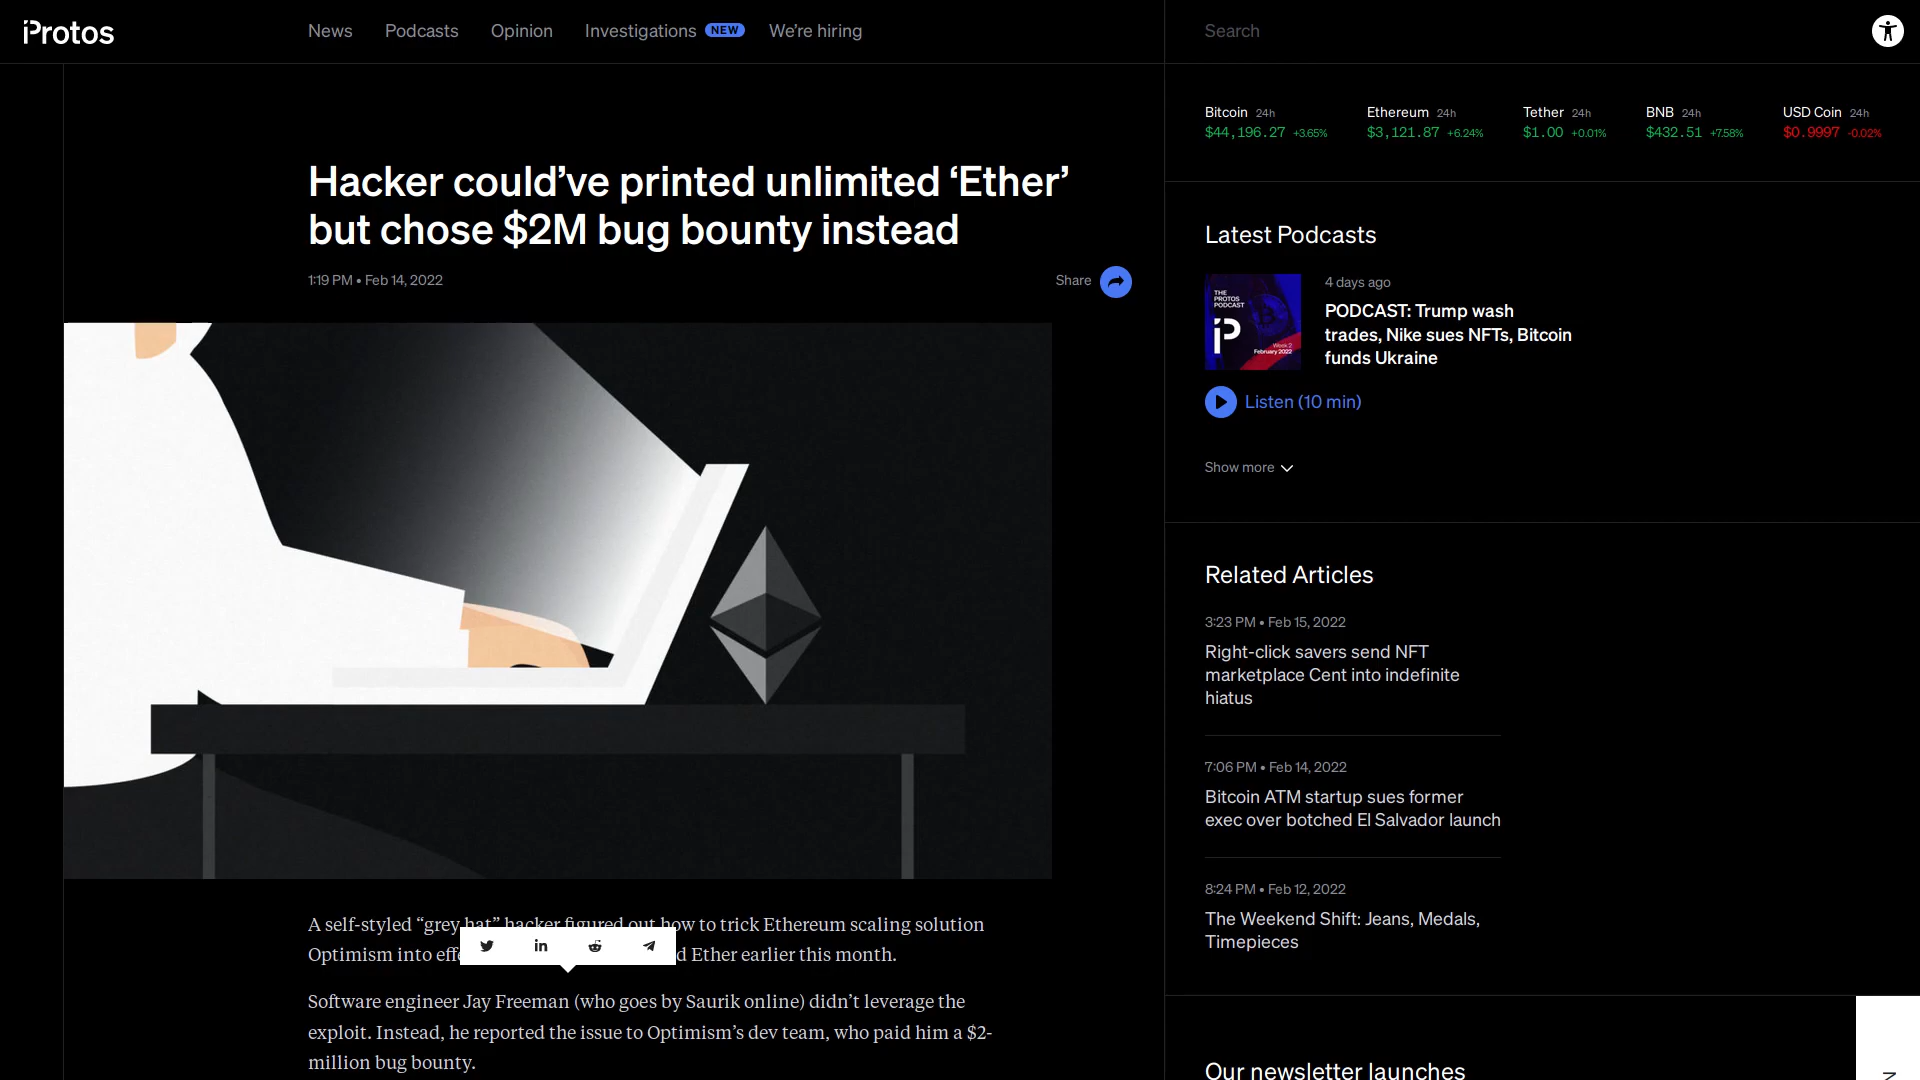 Protos
News
Podcasts
Opinion
Investigations NEW
We're hiring
Search
Bitcoin 24h
$44,196.27 +3.65%
Ethereum 24h
$3,121.87 +6.24%
Tether 24h
$1.00 +0.01%
BNB 24h
$432.51 +7.58%
USD Coin 24h
$0.9997 -0.02%
Hacker could’ve printed unlimited ‘Ether’
but chose $2M bug bounty instead
1:19 PM • Feb 14, 2022
Share
A self-styled “grey hat” hacker figured out how to trick Ethereum scaling solution
Optimism into d Ether earlier this month.
Software engineer Jay Freeman (who goes by Saurik online) didn’t leverage the
exploit. Instead, he reported the issue to Optimism’s dev team, who paid him a $2-
million bug bounty.
Latest Podcasts
THE
PROTOS
PODCAST
Week 2
February 2022
4 days ago
PODCAST: Trump wash
trades, Nike sues NFTs, Bitcoin
funds Ukraine
Listen (10 min)
Show more
Related Articles
3:23 PM • Feb 15, 2022
Right-click savers send NFT
marketplace Cent into indefinite
hiatus
7:06 PM • Feb 14, 2022
Bitcoin ATM startup sues former
exec over botched El Salvador launch
8:24 PM • Feb 12, 2022
The Weekend Shift: Jeans, Medals,
Timepieces
Our newsletter launches